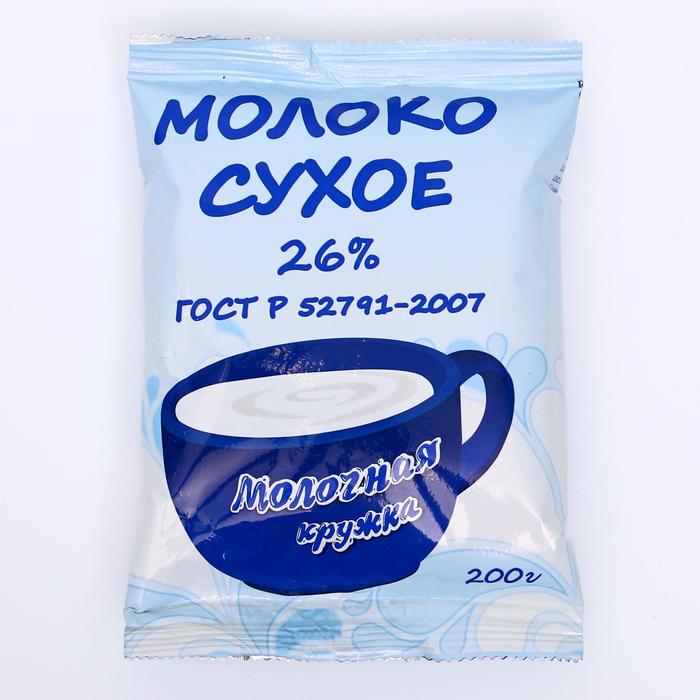 МОЛОКО
СУХОЕ
26%
ГОСТ Р 52791-2007
Молочная
кружка
200г